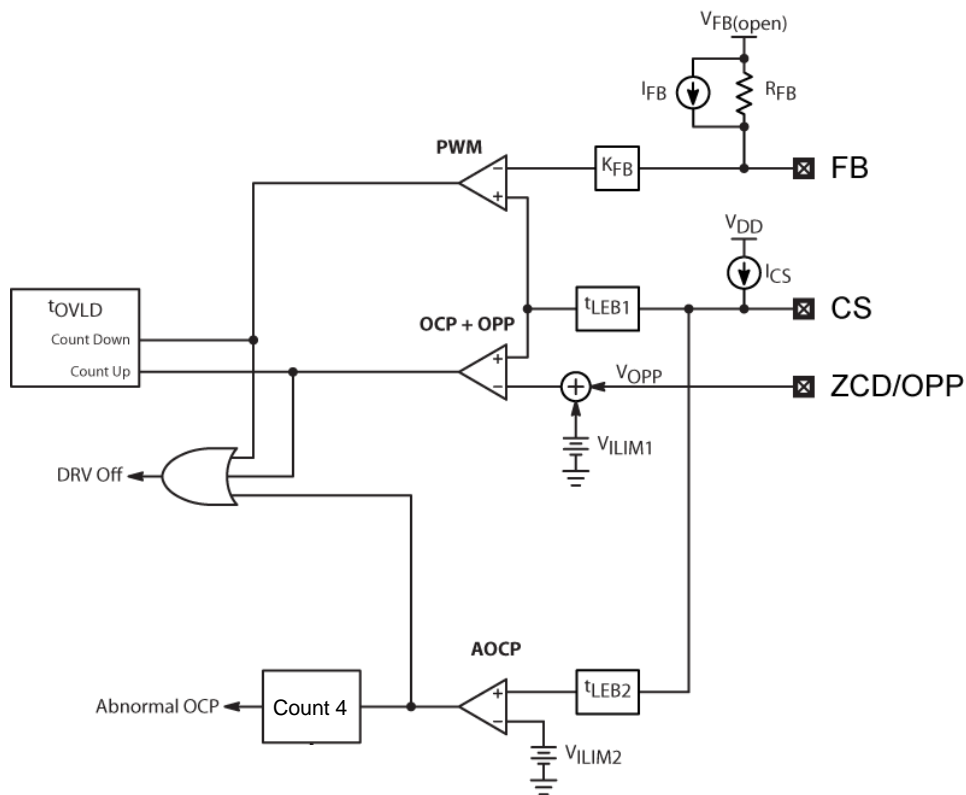 VFB(open)
IFB
RFB
PWM
−
+
KFB
FB
VDD
ICS
tOVLD
Count Down
Count Up
OCP + OPP
+
−
tLEB1
CS
+
VOPP
ZCD/OPP
VILIM1
DRV Off
AOCP
+
−
tLEB2
Abnormal OCP
Count 4
VILIM2